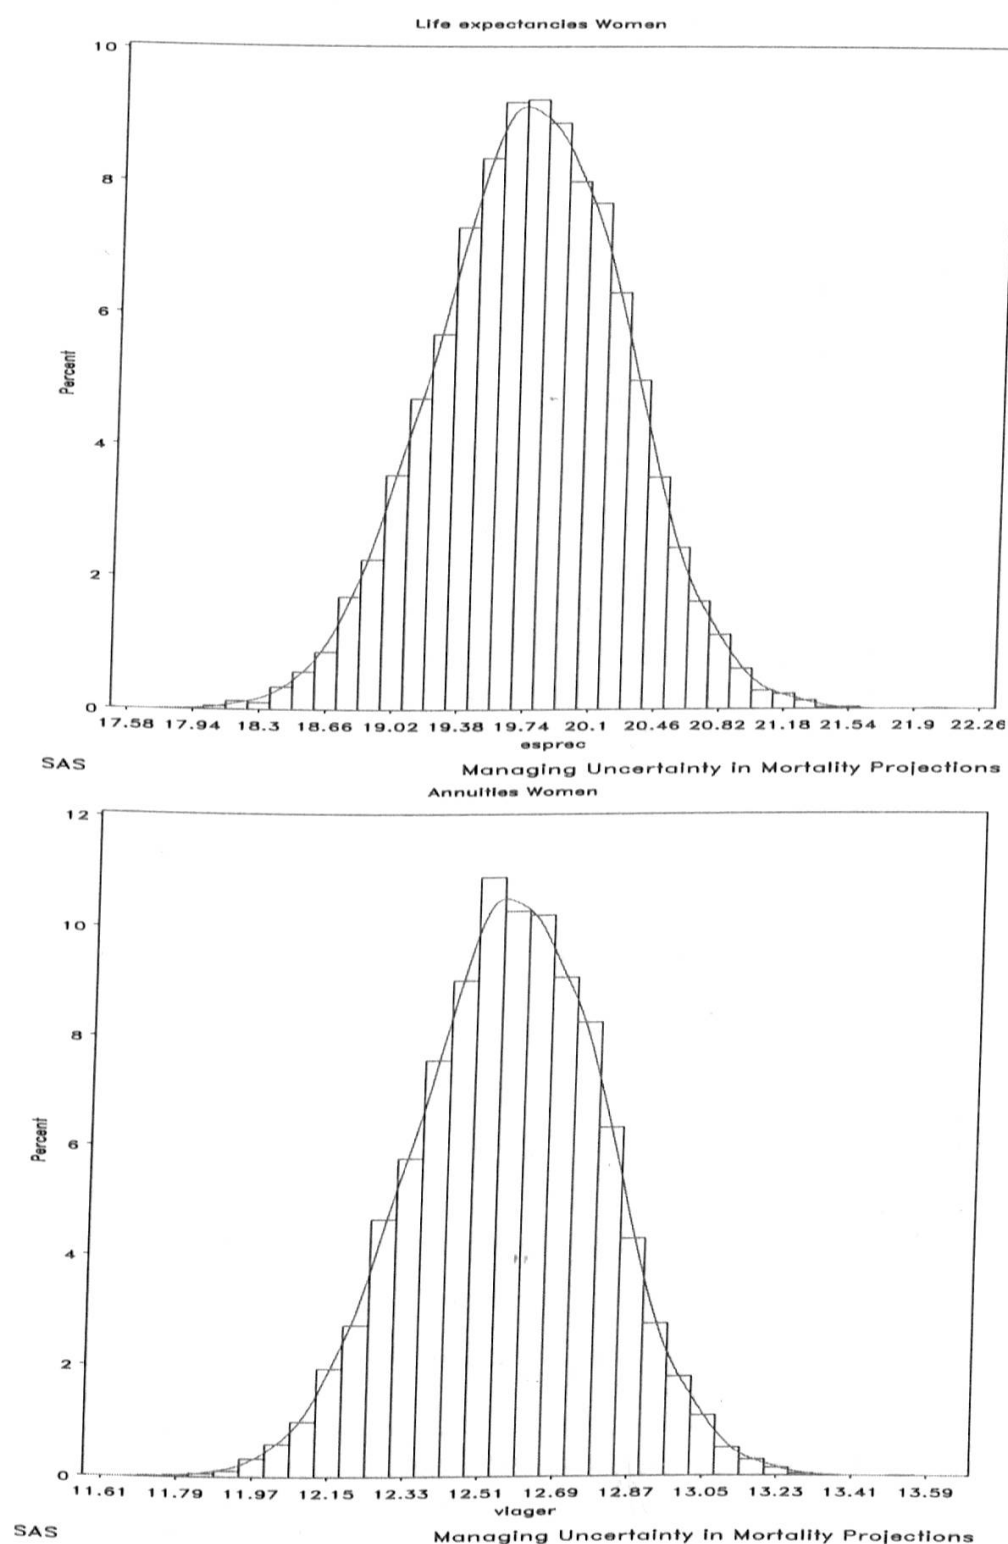 Life expectancies Women
10
8
6
4
2
0
Percent
17.58 17.94 18.3 18.66 19.02 19.38 19.74 20.1 20.46 20.82 21.18 21.54 21.9 22.26
esprec
SAS Managing Uncertainty in Mortality Projections
Annuities Women
12
10
8
6
4
2
0
Percent
11.61 11.79 11.97 12.15 12.33 12.51 12.69 12.87 13.05 13.23 13.41 13.59
vlager
SAS Managing Uncertainty in Mortality Projections